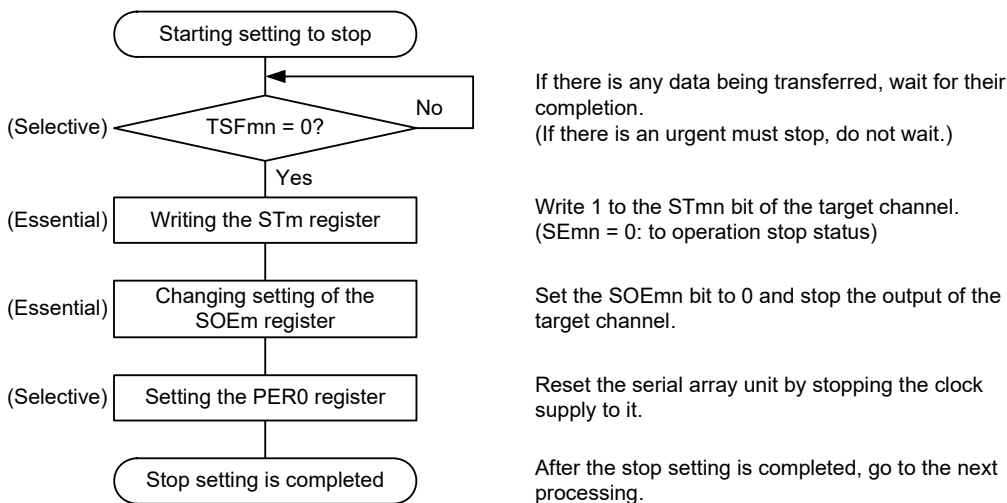 Starting setting to stop
No
If there is any data being transferred, wait for their
completion.
(If there is an urgent must stop, do not wait.)
(Selective)
TSFmn = 0?
Yes
(Essential)
Writing the STm register
Write 1 to the STmn bit of the target channel.
(SEmn = 0: to operation stop status)
(Essential)
Changing setting of the
SOEm register
Set the SOEmn bit to 0 and stop the output of the
target channel.
(Selective)
Setting the PER0 register
Reset the serial array unit by stopping the clock
supply to it.
Stop setting is completed
After the stop setting is completed, go to the next
processing.